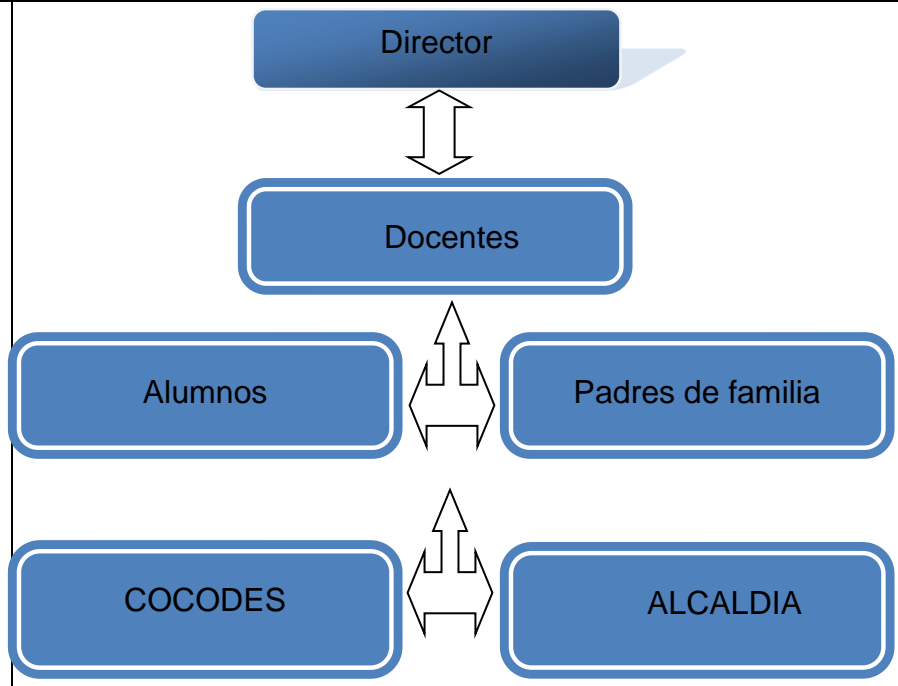 Director
Docentes
Alumnos
Padres de familia
COCODES
ALCALDIA